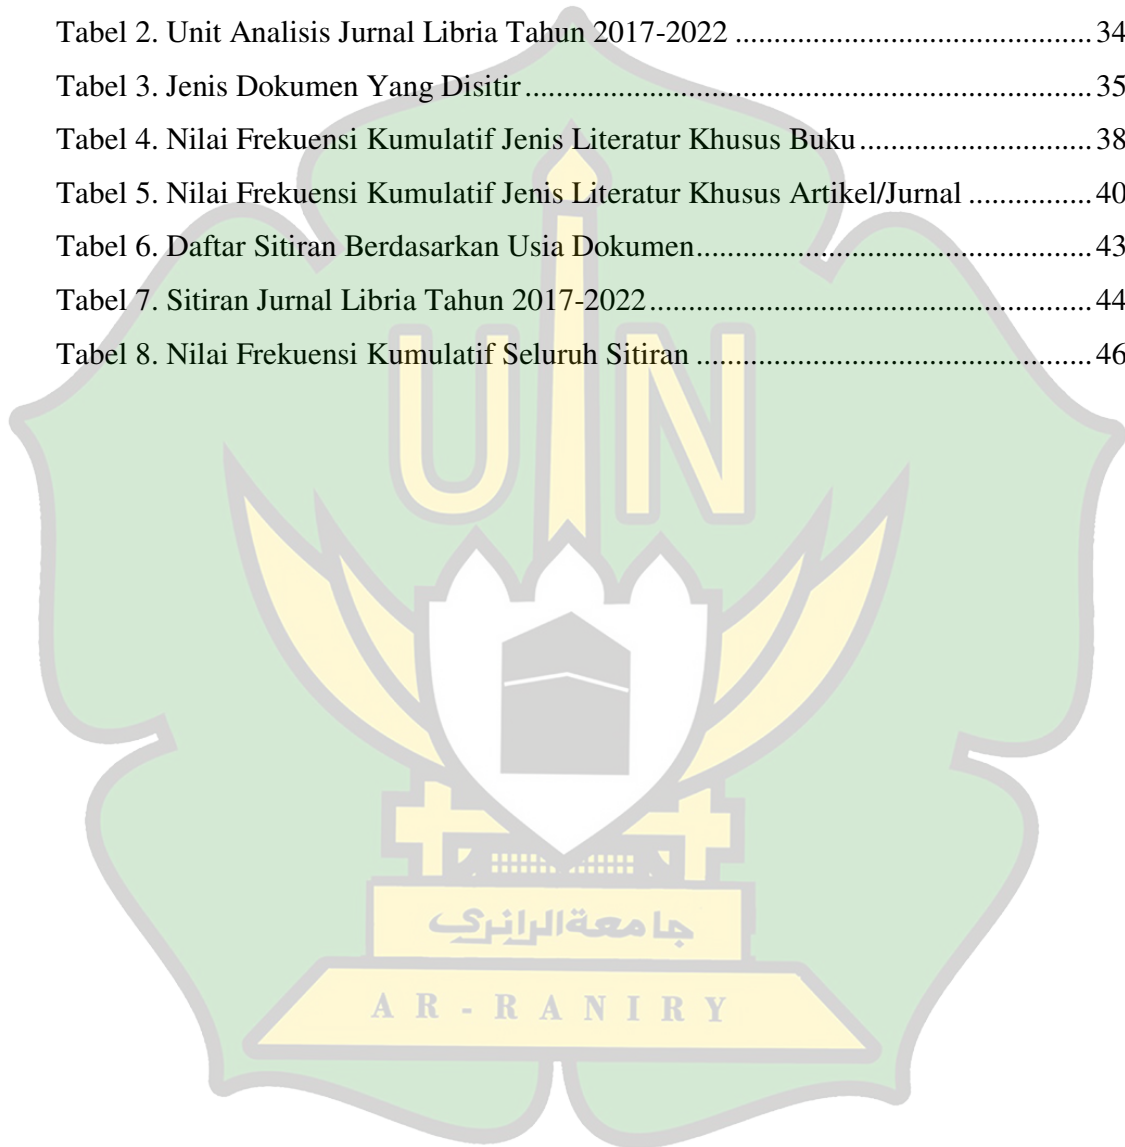 Tabel 2. Unit Analisis Jurnal Libria Tahun 2017-2022 .............................................. 34
Tabel 3. Jenis Dokumen Yang Disitir .......................................................................... 35
Tabel 4. Nilai Frekuensi Kumulatif Jenis Literatur Khusus Buku .............................. 38
Tabel 5. Nilai Frekuensi Kumulatif Jenis Literatur Khusus Artikel/Jurnal ................ 40
Tabel 6. Daftar Sitiran Berdasarkan Usia Dokumen.................................................... 43
Tabel 7. Sitiran Jurnal Libria Tahun 2017-2022 .......................................................... 44
Tabel 8. Nilai Frekuensi Kumulatif Seluruh Sitiran .................................................... 46
UIN
جامعةالرانري
AR-RANIRY